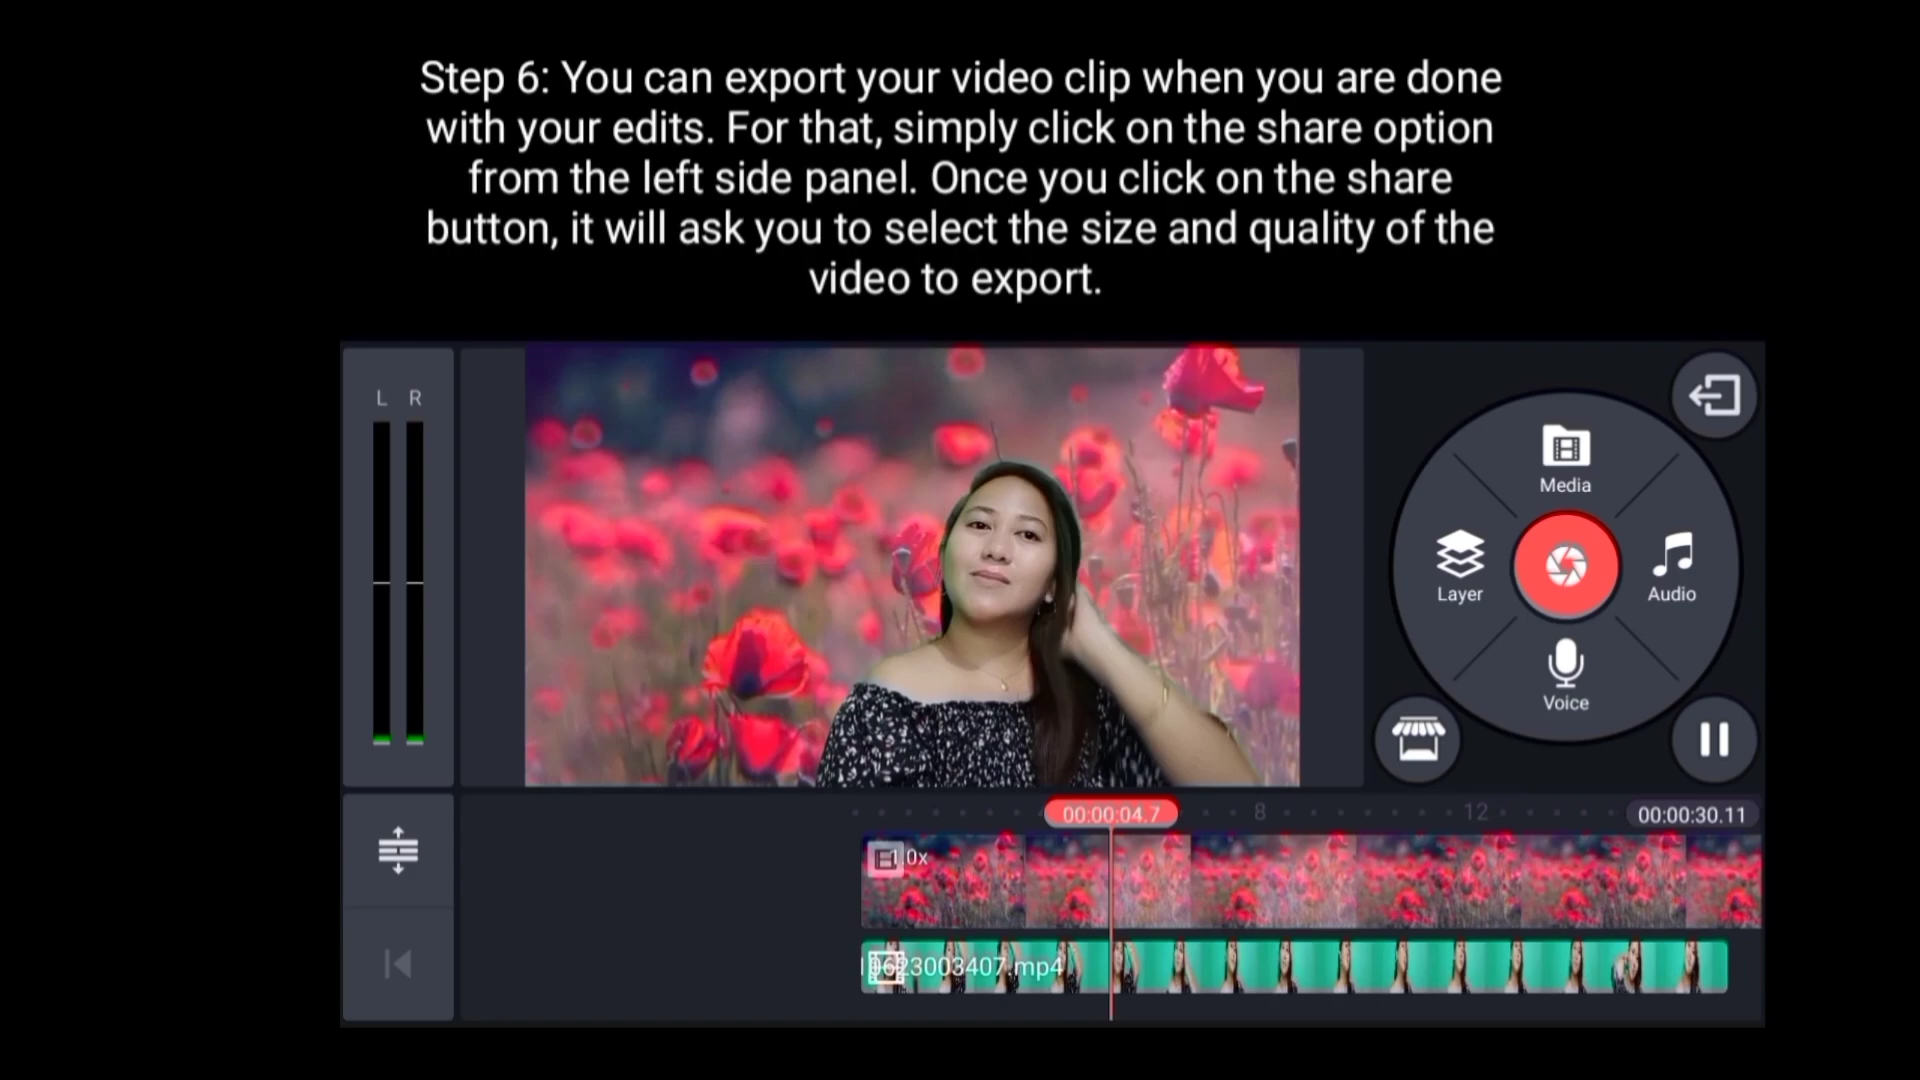 Step 6: You can export your video clip when you are done
with your edits. For that, simply click on the share option
from the left side panel. Once you click on the share
button, it will ask you to select the size and quality of the
video to export.
L R
Media
Layer
Audio
Voice
00:00:04.7
8
12
00:00:30.11
1.0x
0623003407.mp4